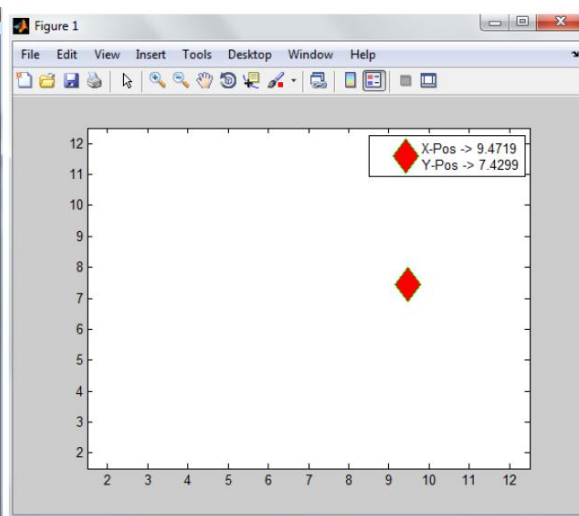 Figure 1
File Edit View Insert Tools Desktop Window Help
X-Pos -> 9.4719
Y-Pos -> 7.4299
12
11
10
9
8
7
6
5
4
3
2
2 3 4 5 6 7 8 9 10 11 12